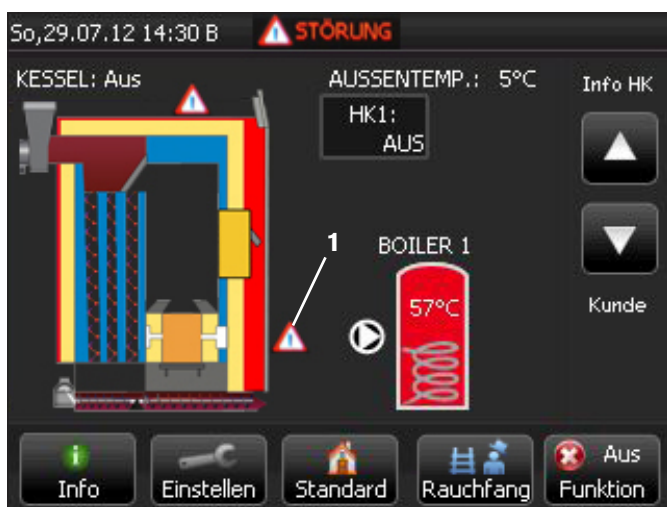 So,29.07.12 14:30 B
STÖRUNG
KESSEL: Aus
AUSSENTEMP.: 5°C
Info HK
HK1:
AUS
1
BOILER 1
57°C
Kunde
Info
Einstellen
Standard
Rauchfang
Aus
Funktion